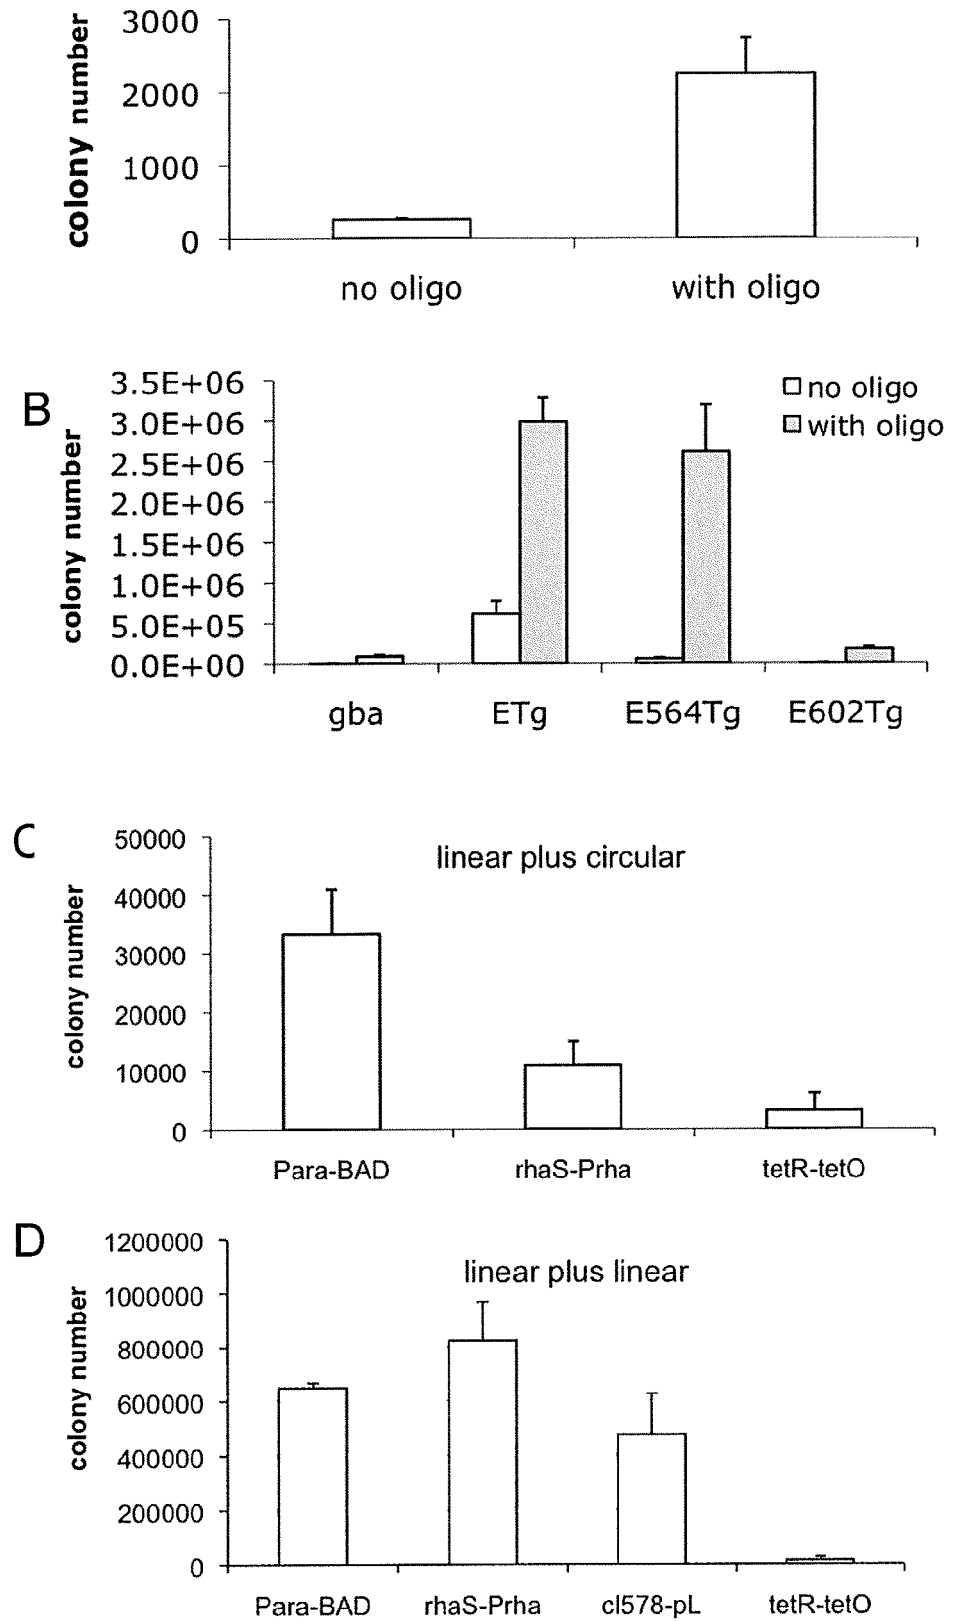 3000
2000
1000
0
colony number
no oligo
with oligo
B
3.5E+06
3.0E+06
2.5E+06
2.0E+06
1.5E+06
1.0E+06
5.0E+05
0.0E+00
colony number
no oligo
with oligo
gba
ETg
E564Tg
E602Tg
C
linear plus circular
50000
40000
30000
20000
10000
0
colony number
Para-BAD
rhaS-Prha
tetR-tetO
D
linear plus linear
1200000
1000000
800000
600000
400000
200000
0
colony number
Para-BAD
rhaS-Prha
cI578-pL
tetR-tetO